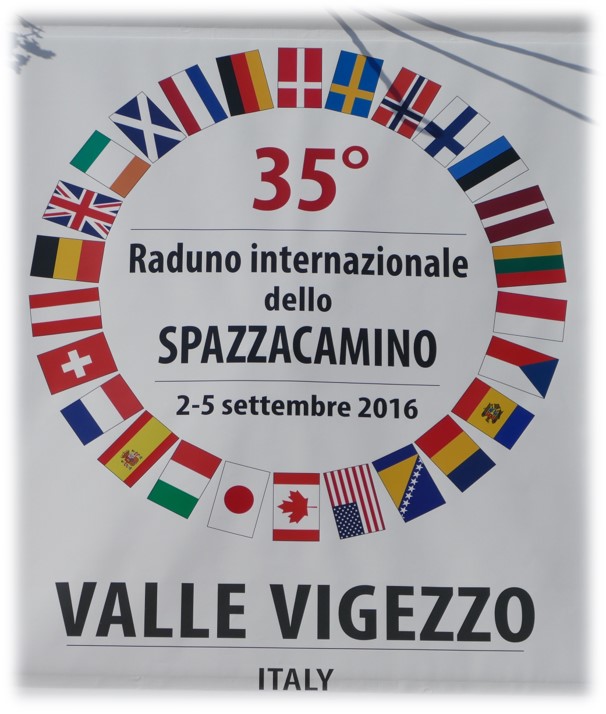 35°
Raduno internazionale
dello
SPAZZACAMINO
2-5 settembre 2016
VALLE VIGEZZO
ITALY